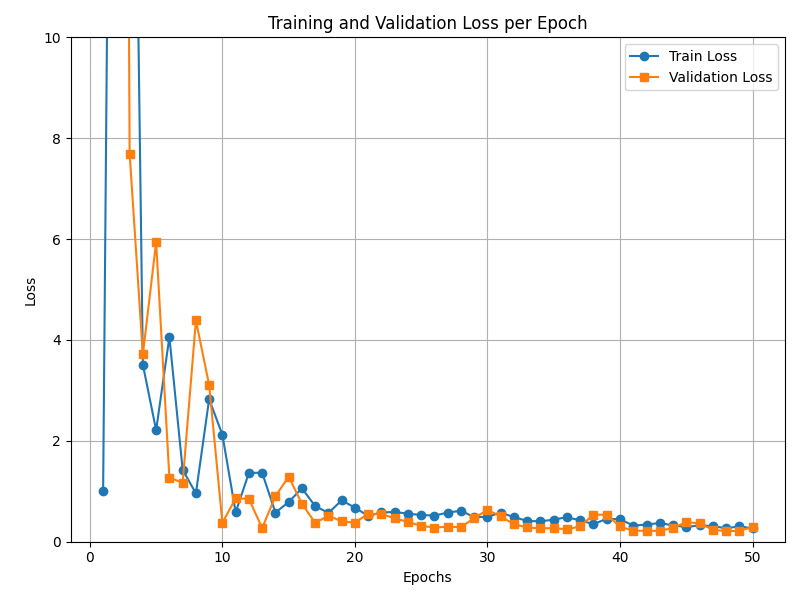 Training and Validation Loss per Epoch
Train Loss
Validation Loss
Loss
10
8
6
4
2
0
0 10 20 30 40 50
Epochs